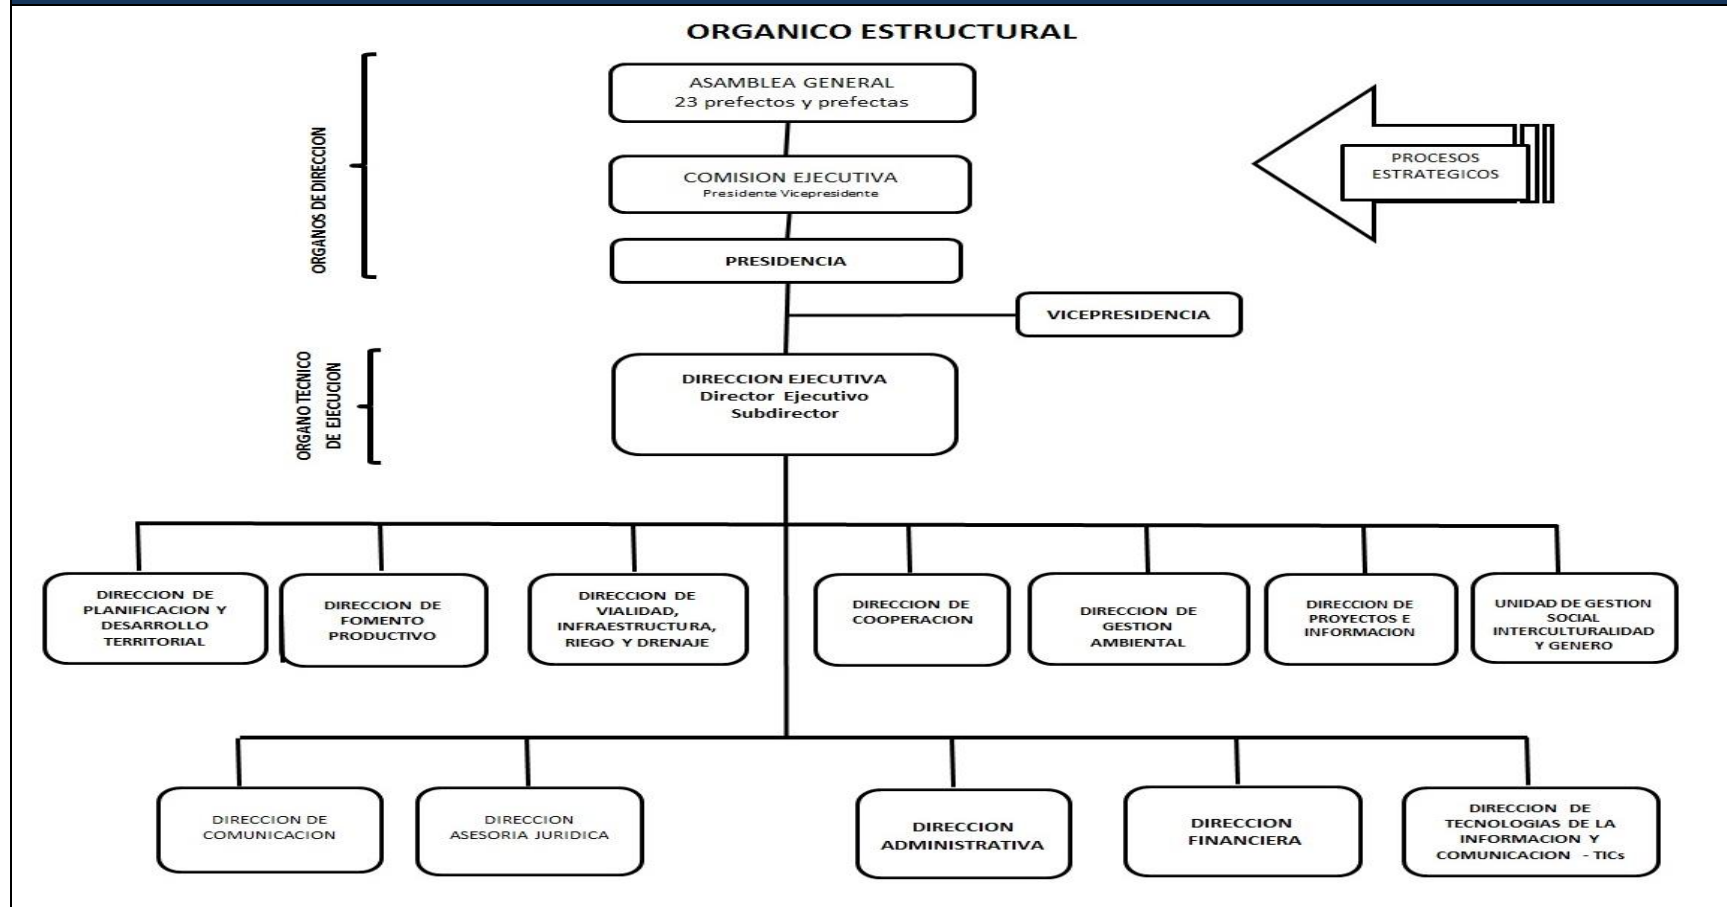 ORGANICO ESTRUCTURAL
ORGANOS DE DIRECCION
ASAMBLEA GENERAL
23 prefectos y prefectas
COMISION EJECUTIVA
Presidente Vicepresidente
PRESIDENCIA
PROCESOS
ESTRATEGICOS
VICEPRESIDENCIA
ORGANO TECNICO
DE EJECUCION
DIRECCION EJECUTIVA
Director Ejecutivo
Subdirector
DIRECCION DE
PLANIFICACION Y
DESARROLLO
TERRITORIAL
DIRECCION DE
FOMENTO
PRODUCTIVO
DIRECCION DE
VIALIDAD,
INFRAESTRUCTURA,
RIEGO Y DRENAJE
DIRECCION DE
COOPERACION
DIRECCION DE
GESTION
AMBIENTAL
DIRECCION DE
PROYECTOS E
INFORMACION
UNIDAD DE GESTION
SOCIAL
INTERCULTURALIDAD
Y GENERO
DIRECCION DE
COMUNICACION
DIRECCION
ASESORIA JURIDICA
DIRECCION
ADMINISTRATIVA
DIRECCION
FINANCIERA
DIRECCION DE
TECNOLOGIAS DE LA
INFORMACION Y
COMUNICACION - TICs